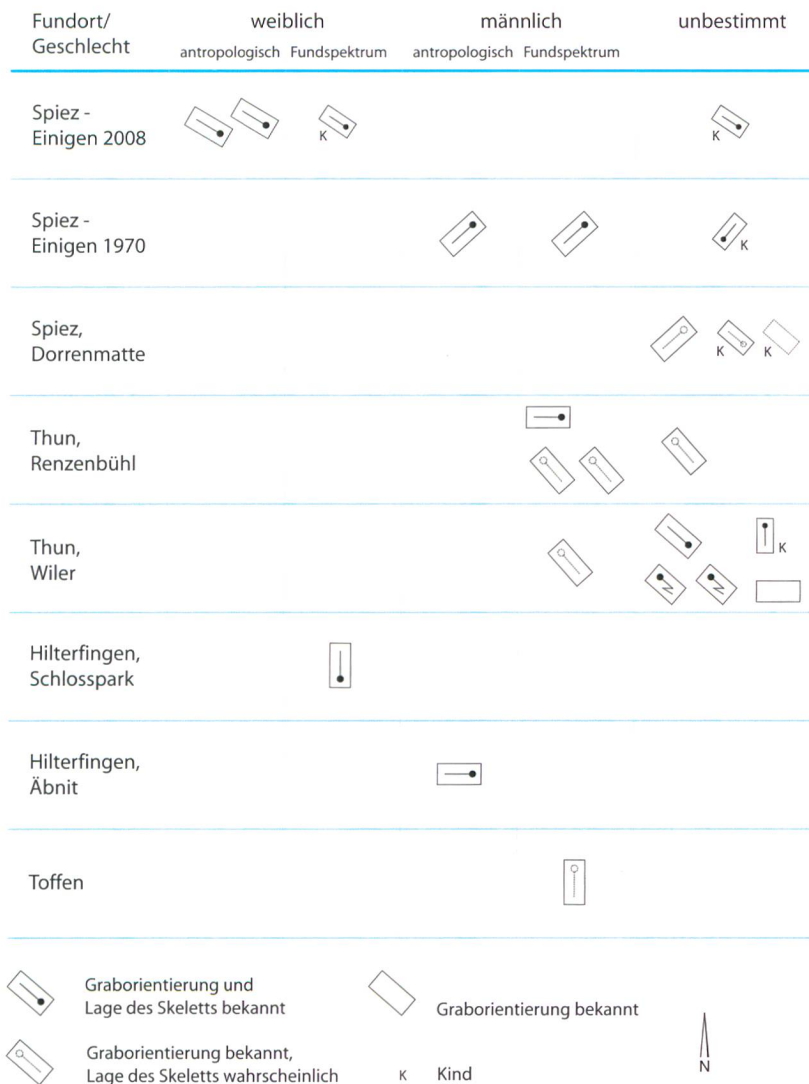 Fundort/
Geschlecht
weiblich
männlich
unbestimmt
antropologisch Fundspektrum
antropologisch Fundspektrum
Spiez -
Einigen 2008
K
K
Spiez -
Einigen 1970
K
Spiez,
Dorrenmatte
K
K
Thun,
Renzenbühl
Thun,
Wiler
K
Hilterfingen,
Schlosspark
Hilterfingen,
Äbnit
Toffen
Graborientierung und
Lage des Skeletts bekannt
Graborientierung bekannt
Graborientierung bekannt,
Lage des Skeletts wahrscheinlich
K Kind
N